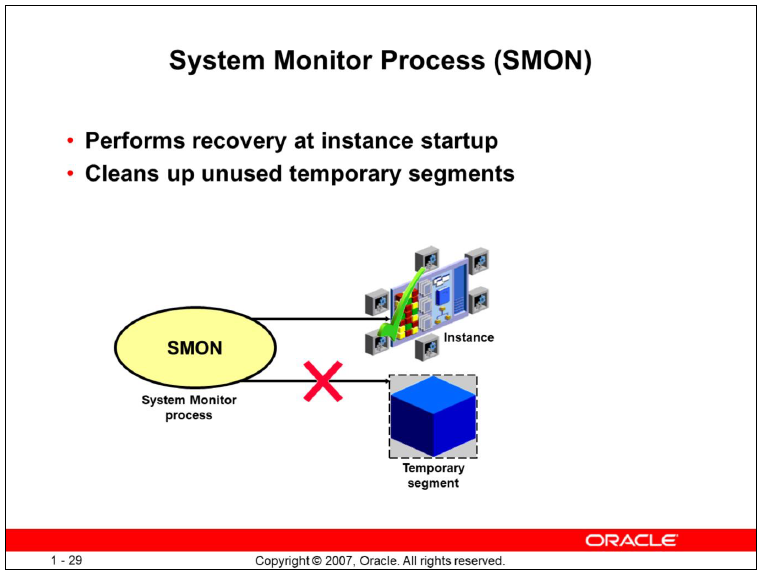 System Monitor Process (SMON)
• Performs recovery at instance startup
• Cleans up unused temporary segments
SMON
System Monitor
process
Instance
Temporary
segment
ORACLE
1 - 29
Copyright © 2007, Oracle. All rights reserved.